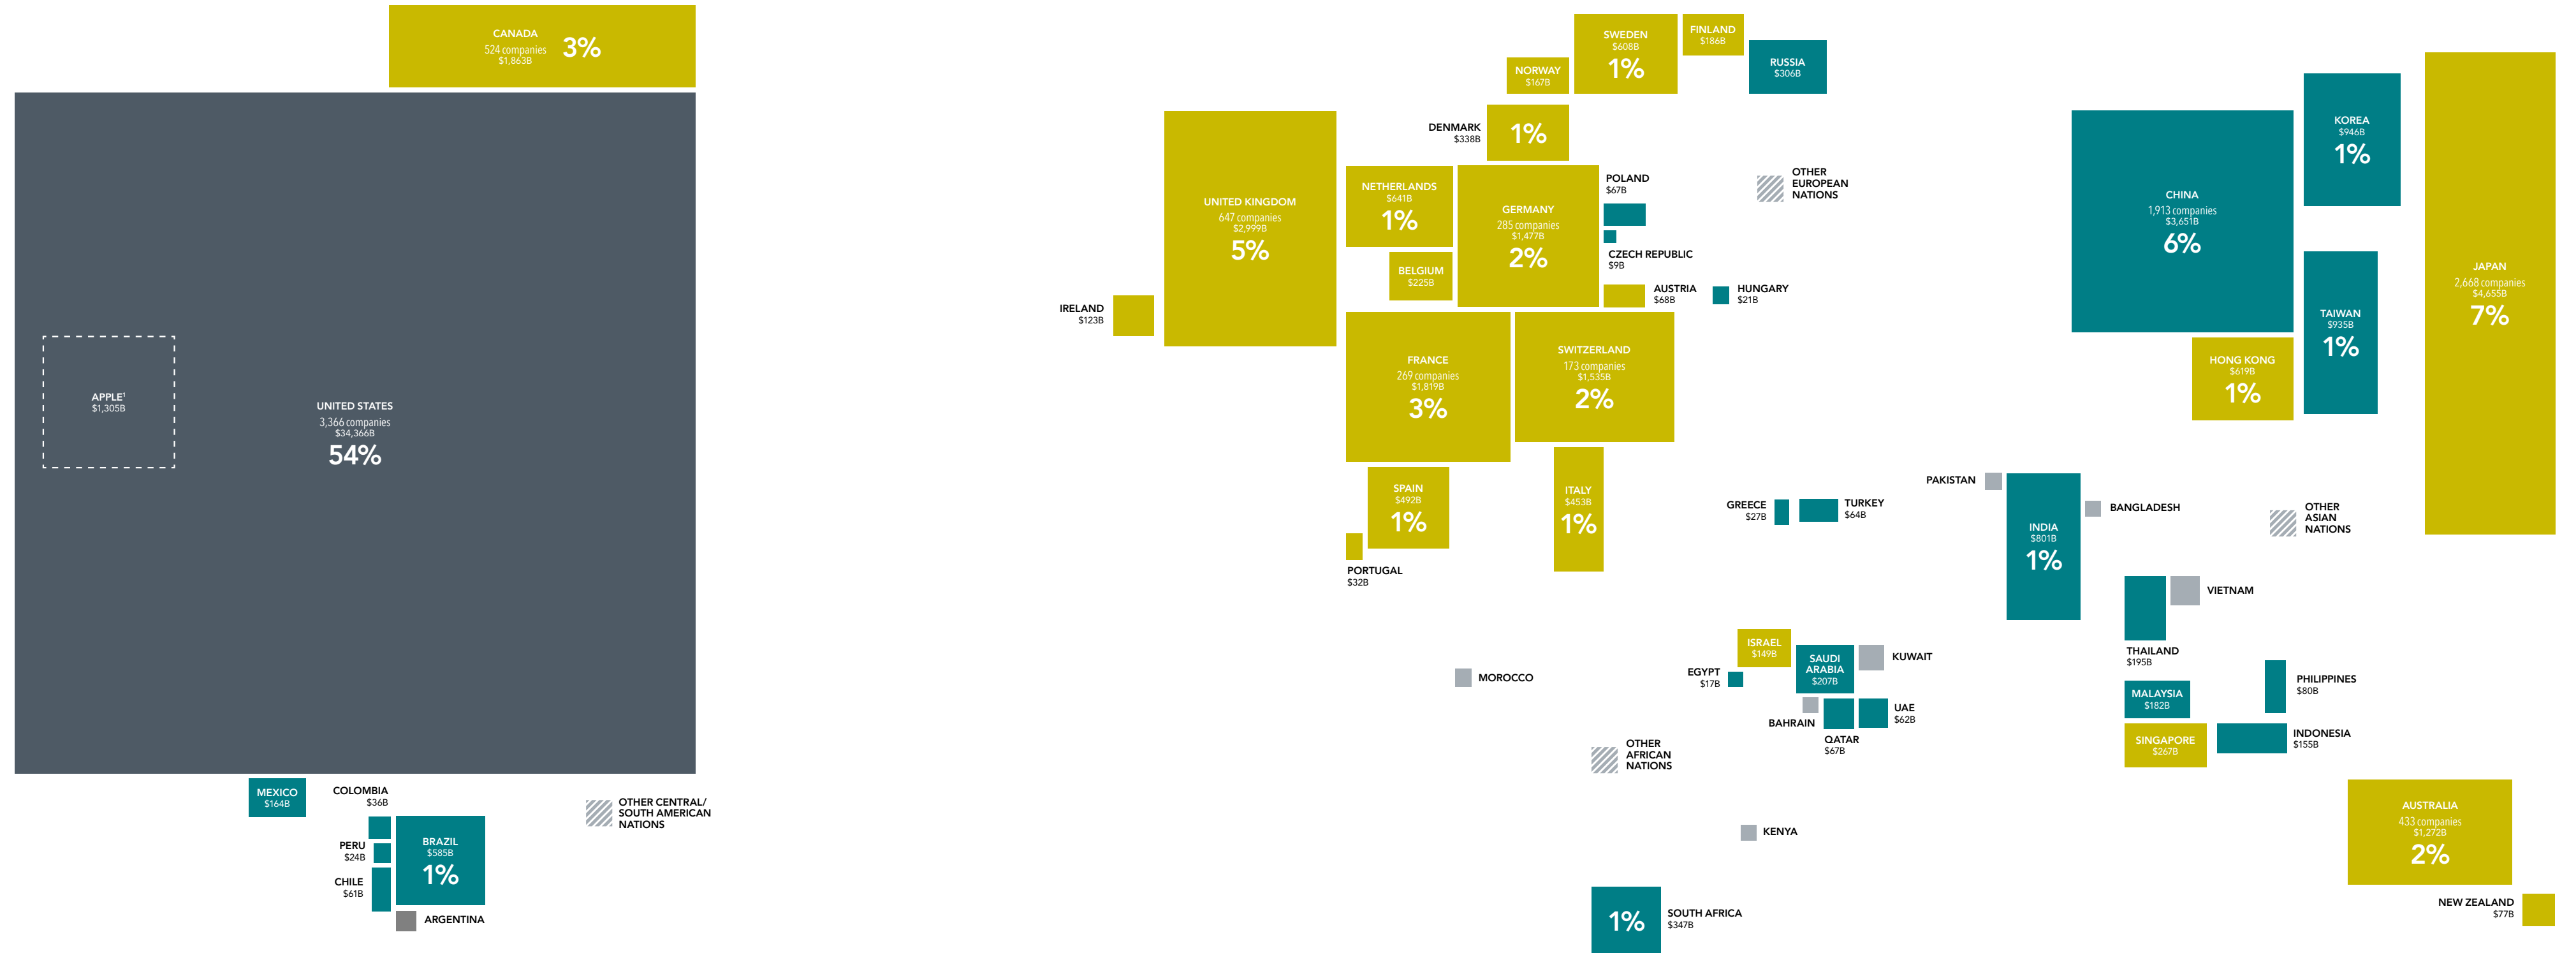 CANADA
524 companies
$1,863B
3%
APPLE¹
$1,305B
UNITED STATES
3,366 companies
$34,366B
54%
MEXICO
$164B
COLOMBIA
$36B
PERU
$24B
CHILE
$61B
BRAZIL
$585B
1%
ARGENTINA
OTHER CENTRAL/
SOUTH AMERICAN
NATIONS
SWEDEN
$608B
1%
FINLAND
$186B
NORWAY
$167B
RUSSIA
$306B
DENMARK
$338B
1%
UNITED KINGDOM
647 companies
$2,999B
5%
IRELAND
$123B
NETHERLANDS
$641B
1%
BELGIUM
$225B
GERMANY
285 companies
$1,477B
2%
POLAND
$67B
CZECH REPUBLIC
$9B
AUSTRIA
$68B
HUNGARY
$21B
OTHER
EUROPEAN
NATIONS
FRANCE
269 companies
$1,819B
3%
SWITZERLAND
173 companies
$1,535B
2%
SPAIN
$492B
1%
PORTUGAL
$32B
ITALY
$453B
1%
GREECE
$27B
TURKEY
$64B
MOROCCO
ISRAEL
$149B
EGYPT
$17B
SAUDI
ARABIA
$207B
KUWAIT
BAHRAIN
QATAR
$67B
UAE
$62B
OTHER
AFRICAN
NATIONS
KENYA
1%
SOUTH AFRICA
$347B
CHINA
1,913 companies
$3,651B
6%
KOREA
$946B
1%
TAIWAN
$935B
1%
HONG KONG
$619B
1%
JAPAN
2,668 companies
$4,655B
7%
PAKISTAN
INDIA
$801B
1%
BANGLADESH
OTHER
ASIAN
NATIONS
VIETNAM
THAILAND
$195B
MALAYSIA
$182B
SINGAPORE
$267B
PHILIPPINES
$80B
INDONESIA
$155B
AUSTRALIA
433 companies
$1,272B
2%
NEW ZEALAND
$77B